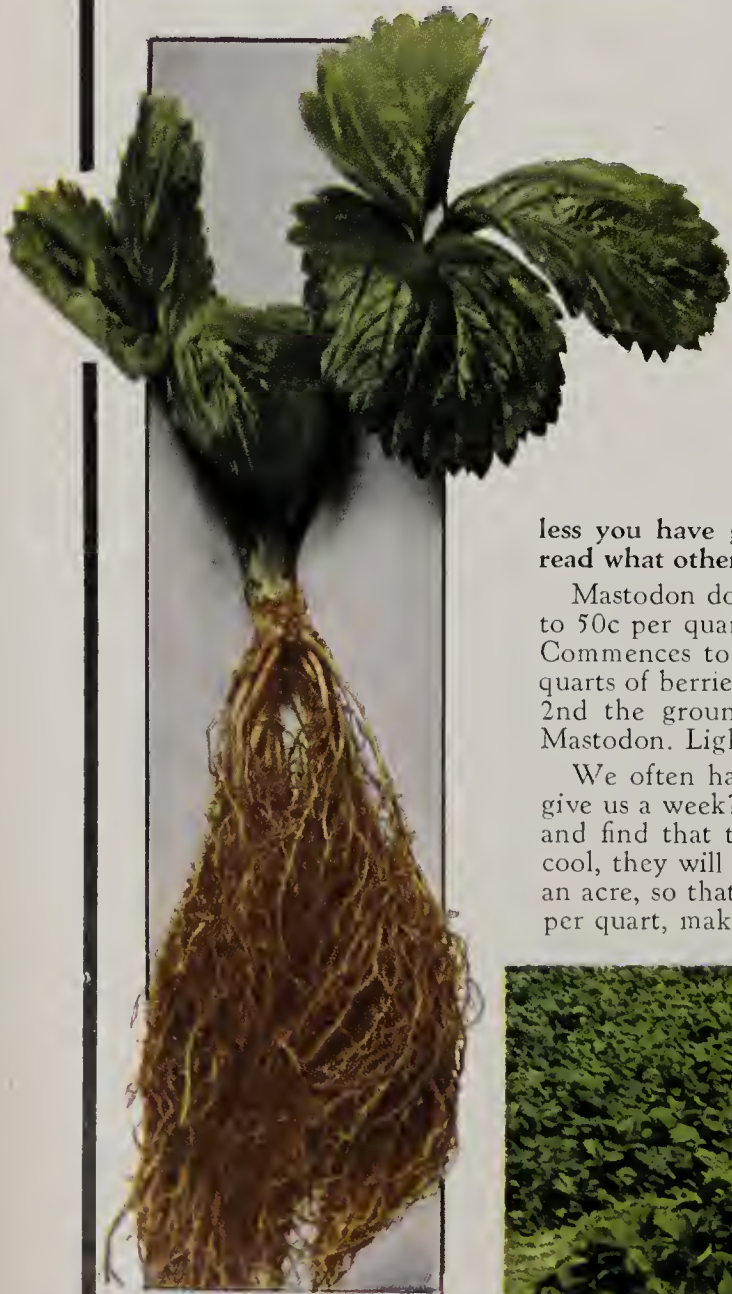 less you have
read what other
Mastodon do
to 50c per quar
Commences to
quarts of berrie
2nd the groun
Mastodon. Ligh
We often ha
give us a week?
and find that t
cool, they will
an acre, so that
per quart, mak